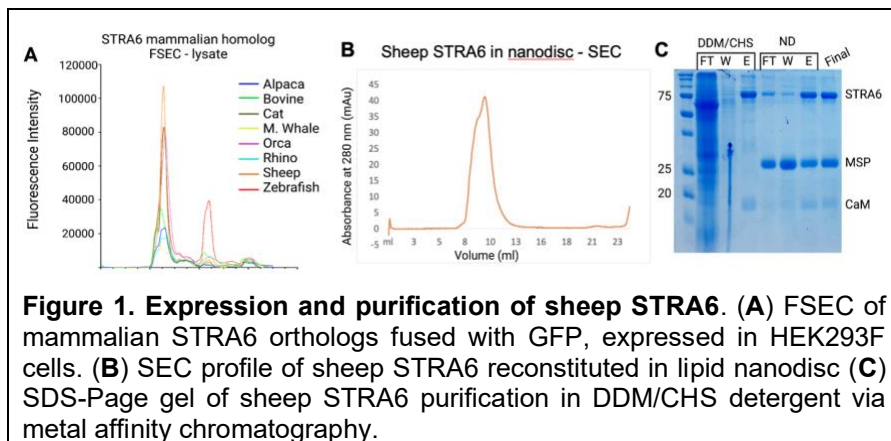 A
STRA6 mammalian homolog
FSEC - lysate
120000
100000
80000
60000
40000
20000
Fluorescence Intensity
Alpaca
Bovine
Cat
M. Whale
Orca
Rhino
Sheep
Zebrafish
B
Sheep STRA6 in nanodisc - SEC
45
40
35
30
25
20
15
10
5
0
-5
Absorbance at 280 nm (mAu)
ml 3 5 8 10 13 16 18 21 23
Volume (ml)
C
DDM/CHS ND
FT W E FT W E Final
75
25
20
STRA6
MSP
CaM
Figure 1. Expression and purification of sheep STRA6. (A) FSEC of
mammalian STRA6 orthologs fused with GFP, expressed in HEK293F
cells. (B) SEC profile of sheep STRA6 reconstituted in lipid nanodisc (C)
SDS-Page gel of sheep STRA6 purification in DDM/CHS detergent via
metal affinity chromatography.